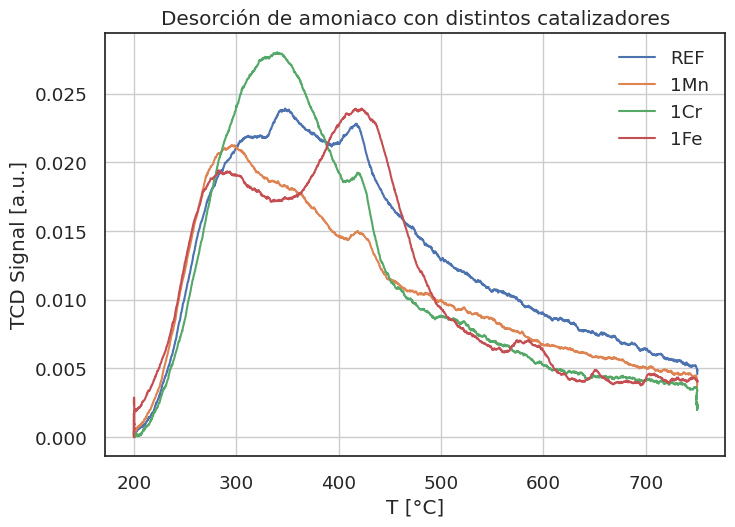 Desorción de amoniaco con distintos catalizadores
TCD Signal [a.u.]
0.025
0.020
0.015
0.010
0.005
0.000
REF
1Mn
1Cr
1Fe
200 300 400 500 600 700
T [°C]